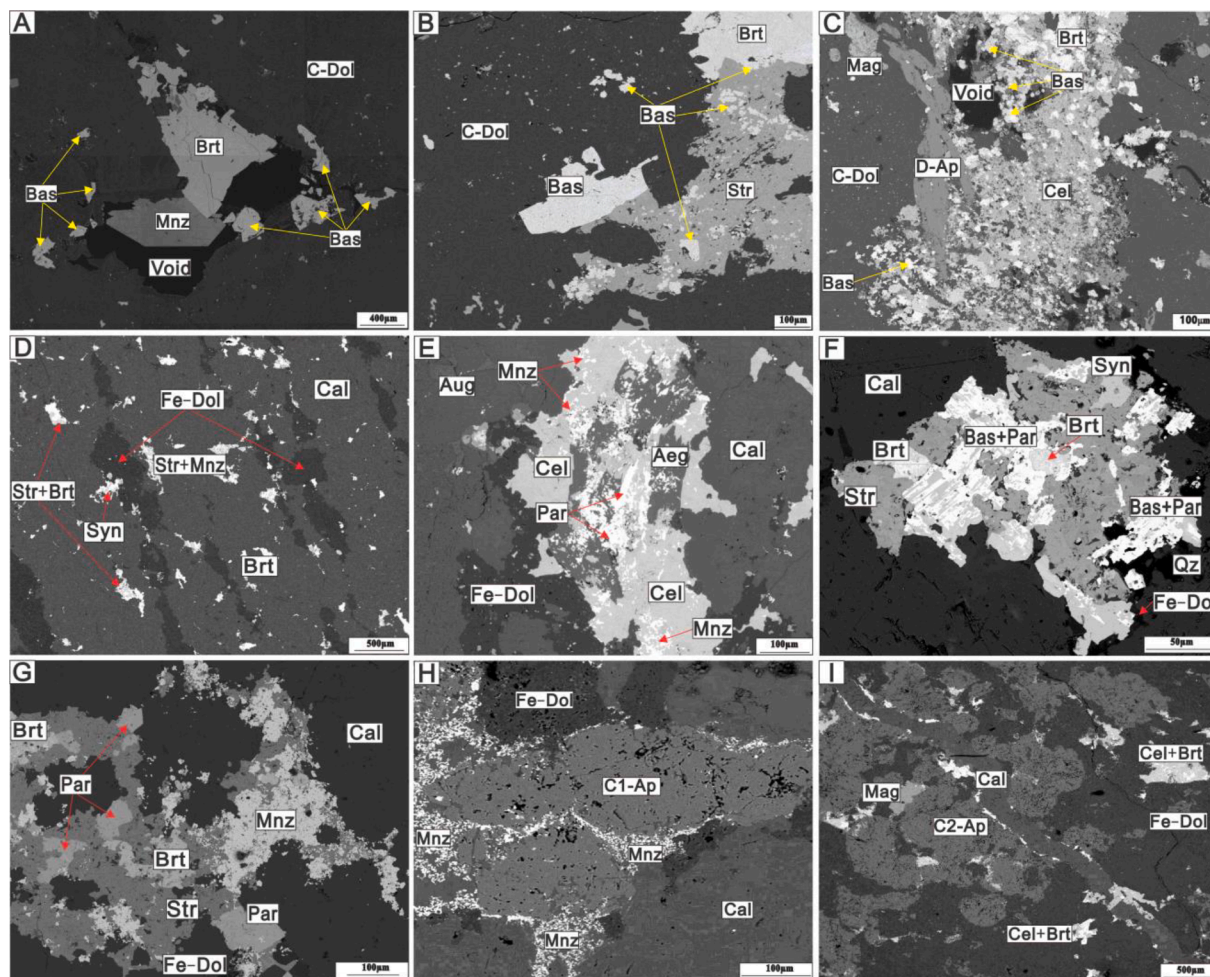 A
C-Dol
Brt
Bas
Mnz
Bas
Void
400μm
B
Brt
Bas
C-Dol
Bas
Str
100μm
C
Brt
Mag
Void
Bas
D-Ap
C-Dol
Cel
Bas
100μm
D
Cal
Fe-Dol
Str+Mnz
Str+Brt
Syn
Brt
500μm
E
Mnz
Aug
Cel
Aeg
Cal
Par
Fe-Dol
Cel
Mnz
100μm
F
Syn
Cal
Brt
Bas+Par
Brt
Str
Bas+Par
Qz
Fe-Dol
50μm
G
Brt
Cal
Par
Mnz
Brt
Str
Par
Fe-Dol
100μm
H
Fe-Dol
C1-Ap
Mnz
Mnz
Cal
Mnz
100μm
I
Cel+Brt
Cal
Mag
Fe-Dol
C2-Ap
Cel+Brt
500μm